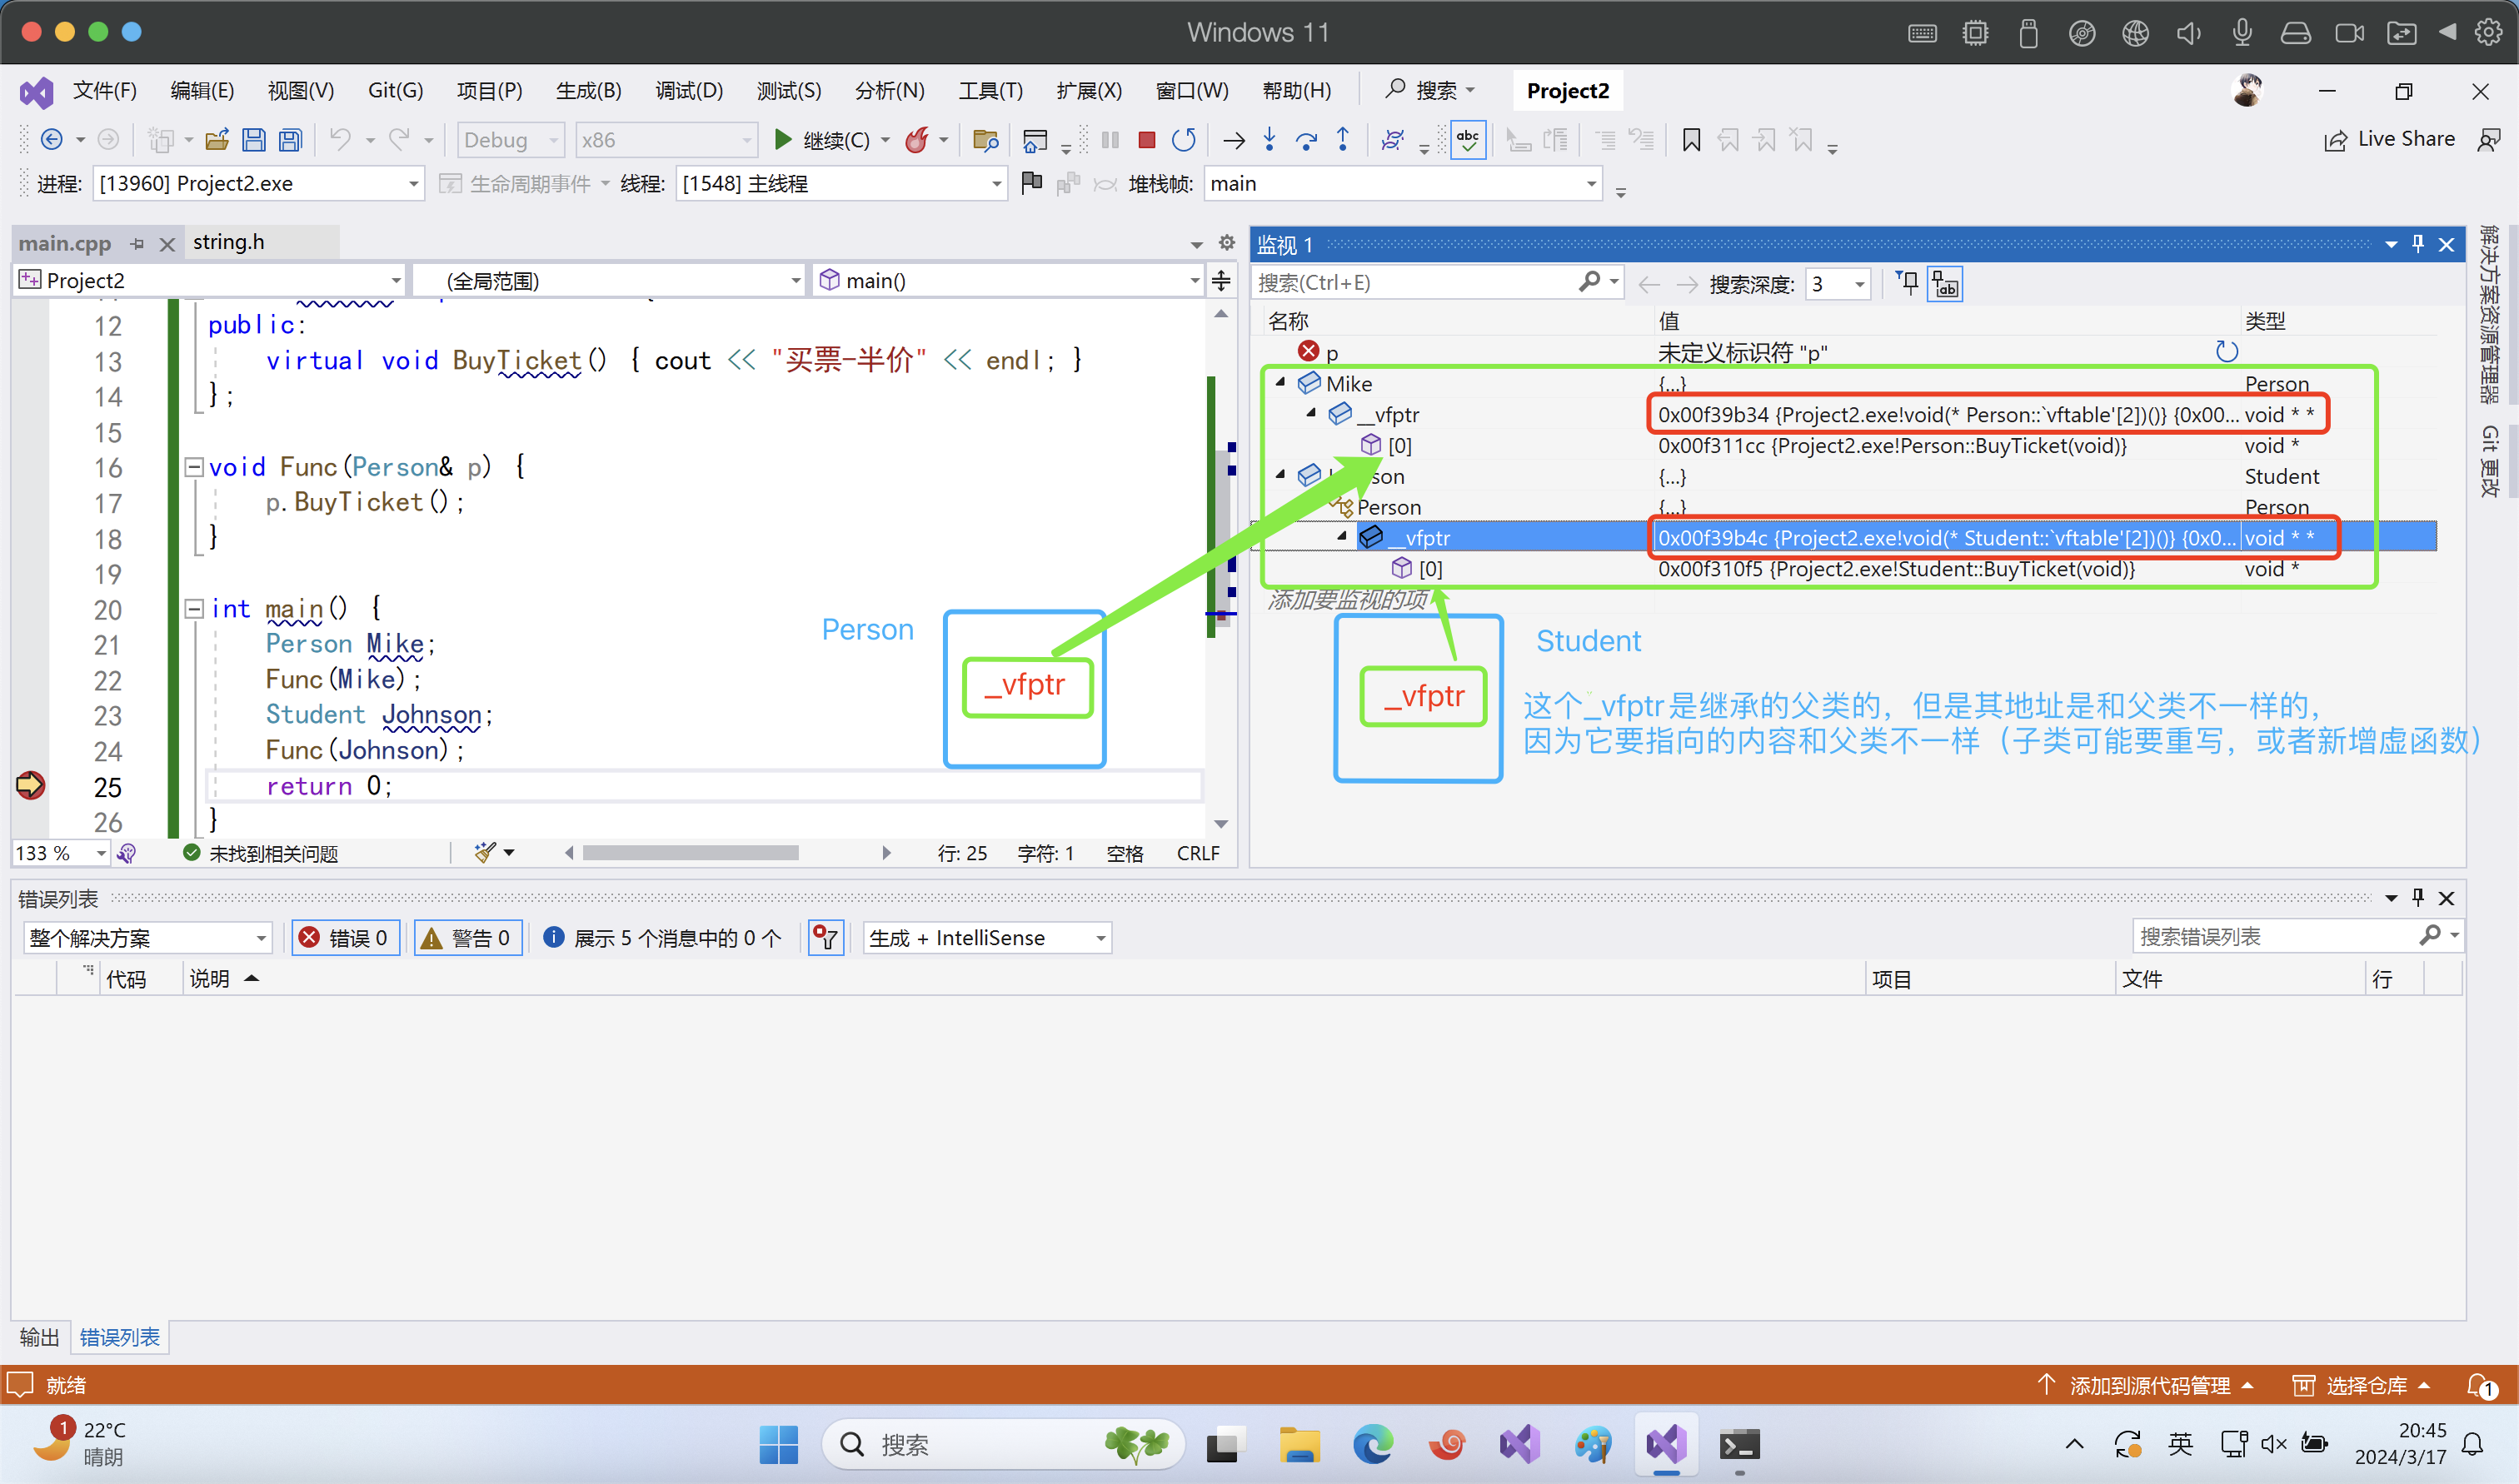 Windows 11
文件(F) 编辑(E) 视图(V) Git(G) 项目(P) 生成(B) 调试(D) 测试(S) 分析(N) 工具(T) 扩展(X) 窗口(W) 帮助(H) 搜索 Project2
Debug x86 继续(C) abc Live Share
进程: [13960] Project2.exe 生命周期事件 线程: [1548] 主线程 堆栈帧: main
main.cpp string.h
Project2 (全局范围) main()
12 public:
13 virtual void BuyTicket() { cout << "买票-半价" << endl; }
14 };
15
16 void Func(Person& p) {
17 p.BuyTicket();
18 }
19
20 int main() {
21 Person Mike;
22 Func(Mike);
23 Student Johnson;
24 Func(Johnson);
25 return 0;
26 }
Person
_vfptr
133 % 未找到相关问题 行: 25 字符: 1 空格 CRLF
监视 1
搜索(Ctrl+E) 搜索深度: 3
名称 值 类型
p 未定义标识符 "p"
Mike {...} Person
__vfptr 0x00f39b34 {Project2.exe!void(* Person::`vftable'[2])()} {0x00... void * *
[0] 0x00f311cc {Project2.exe!Person::BuyTicket(void)} void *
son {...} Student
Person {...} Person
__vfptr 0x00f39b4c {Project2.exe!void(* Student::`vftable'[2])()} {0x0... void * *
[0] 0x00f310f5 {Project2.exe!Student::BuyTicket(void)} void *
添加要监视的项
_vfptr
Student
这个_vfptr是继承的父类的，但是其地址是和父类不一样的，
因为它要指向的内容和父类不一样（子类可能要重写，或者新增虚函数）
解决方案资源管理器
Git 更改
错误列表
整个解决方案 错误 0 警告 0 展示 5 个消息中的 0 个 生成 + IntelliSense 搜索错误列表
代码 说明 项目 文件 行
输出 错误列表
就绪 添加到源代码管理 选择仓库 1
1 22°C
晴朗
搜索
英
20:45
2024/3/17